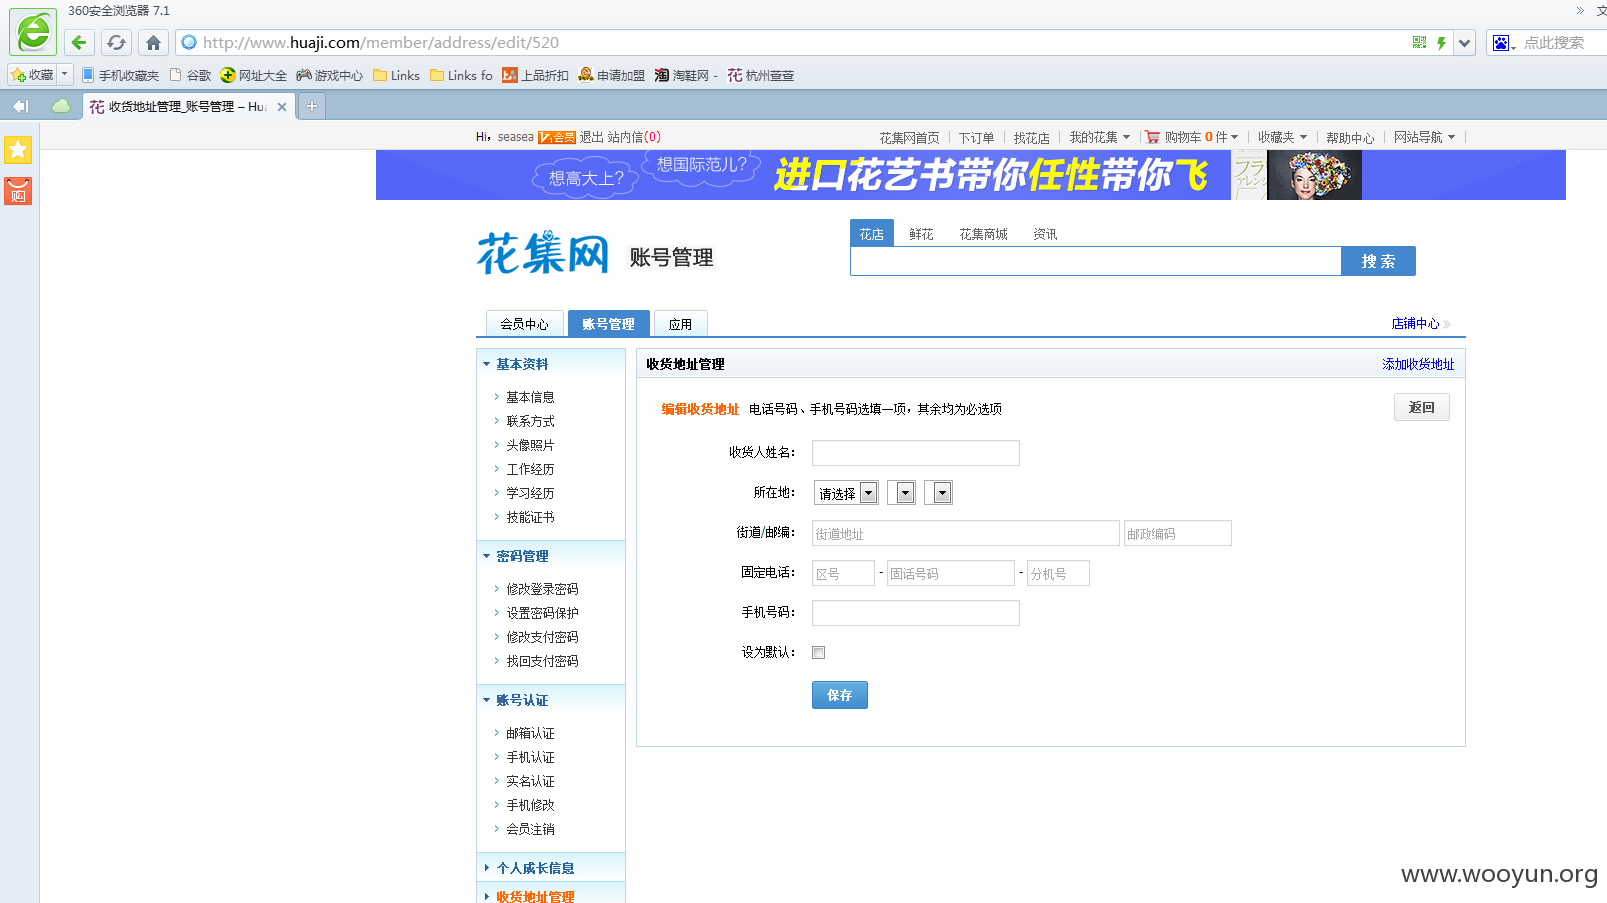 360安全浏览器 7.1
» 文
http://www.huaji.com/member/address/edit/520
点此搜索
收藏 手机收藏夹 谷歌 网址大全 游戏中心 Links Links fo 上品折扣 申请加盟 淘鞋网 - 杭州萱萱
花 收货地址管理_账号管理 – Hu
Hi，seasea V1会员 退出 站内信(0)
花集网首页 下订单 找花店 我的花集 购物车 0 件 收藏夹 帮助中心 网站导航
购
想高大上？ 想国际范儿？ 进口花艺书带你任性带你飞
花集网 账号管理
花店 鲜花 花集商城 资讯
搜 索
会员中心 账号管理 应用 店铺中心
基本资料
基本信息
联系方式
头像照片
工作经历
学习经历
技能证书
密码管理
修改登录密码
设置密码保护
修改支付密码
找回支付密码
账号认证
邮箱认证
手机认证
实名认证
手机修改
会员注销
个人成长信息
收货地址管理
收货地址管理 添加收货地址
编辑收货地址 电话号码、手机号码选填一项，其余均为必选项 返回
收货人姓名：
所在地： 请选择
街道/邮编： 街道地址 邮政编码
固定电话： 区号 - 固话号码 - 分机号
手机号码：
设为默认：
保存
www.wooyun.org